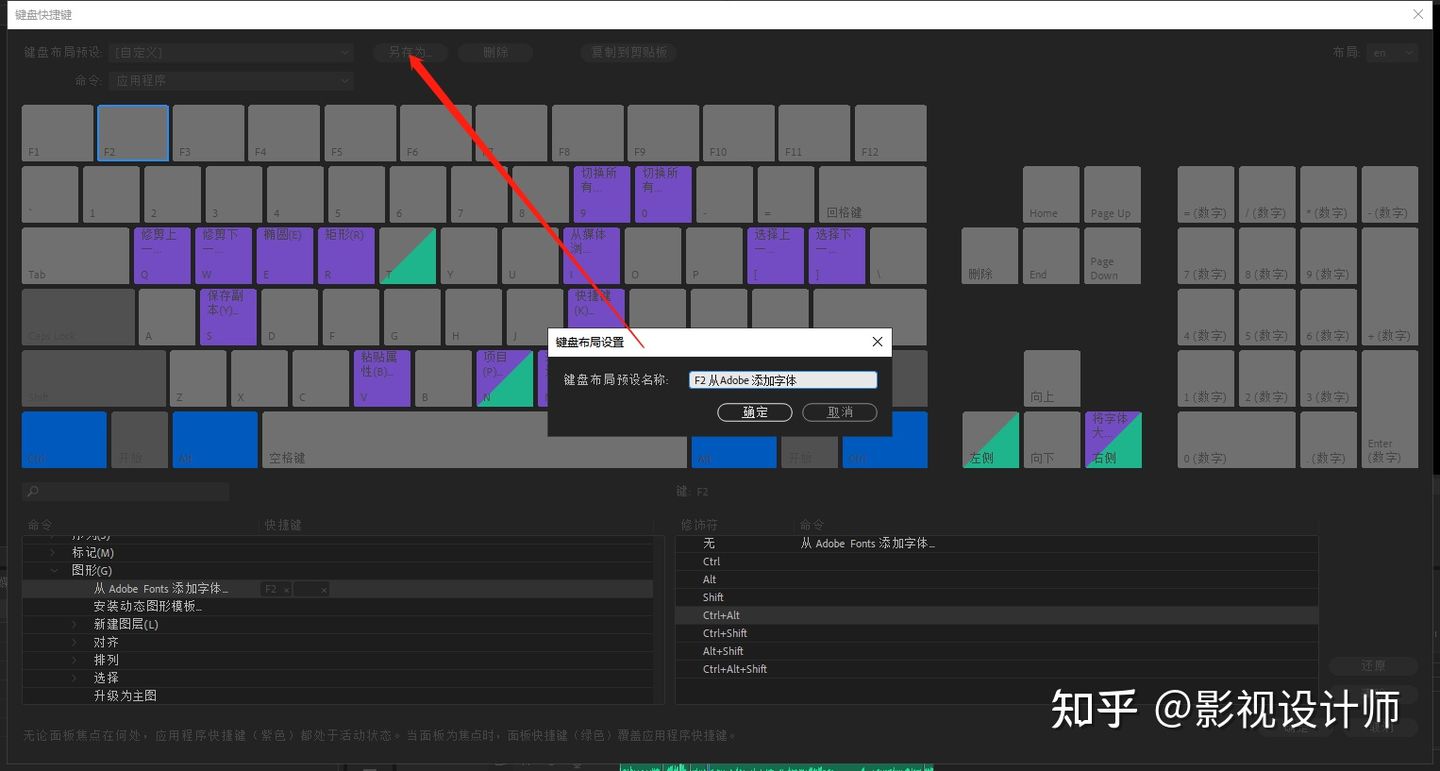 键盘快捷键
键盘布局预设: [自定义] 另存为... 删除 复制到剪贴板 布局: en
命令: 应用程序
F1 F2 F3 F4 F5 F6 F7 F8 F9 F10 F11 F12
切换所有... 切换所有...
` 1 2 3 4 5 6 7 8 9 0 - = 回格键 Home Page Up = (数字) / (数字) * (数字) - (数字)
修剪上一... 修剪下一... 椭圆(E) 矩形(R) 从媒体浏... 选择上一... 选择下一...
Tab Q W E R T Y U I O P [ ] \ 删除 End Page Down 7 (数字) 8 (数字) 9 (数字)
保存副本(Y)... 快捷键(K)...
Caps Lock A S D F G H J 4 (数字) 5 (数字) 6 (数字) + (数字)
键盘布局设置
粘贴属性(B)... 项目(P)...
键盘布局预设名称: F2 从Adobe 添加字体
Shift Z X C V B N 向上 1 (数字) 2 (数字) 3 (数字)
确定 取消
将字体大...
Ctrl 开始 Alt 空格键 Alt 开始 Ctrl 左侧 向下 右侧 0 (数字) . (数字) Enter (数字)
键: F2
命令 快捷键
修饰符 命令
序列(S)
标记(M)
图形(G)
从 Adobe Fonts 添加字体... F2 x x
安装动态图形模板...
新建图层(L)
对齐
排列
选择
升级为主图
无 从 Adobe Fonts 添加字体...
Ctrl
Alt
Shift
Ctrl+Alt
Ctrl+Shift
Alt+Shift
Ctrl+Alt+Shift
还原
知乎 @影视设计师
确定 取消
无论面板焦点在何处，应用程序快捷键（紫色）都处于活动状态。当面板为焦点时，面板快捷键（绿色）覆盖应用程序快捷键。